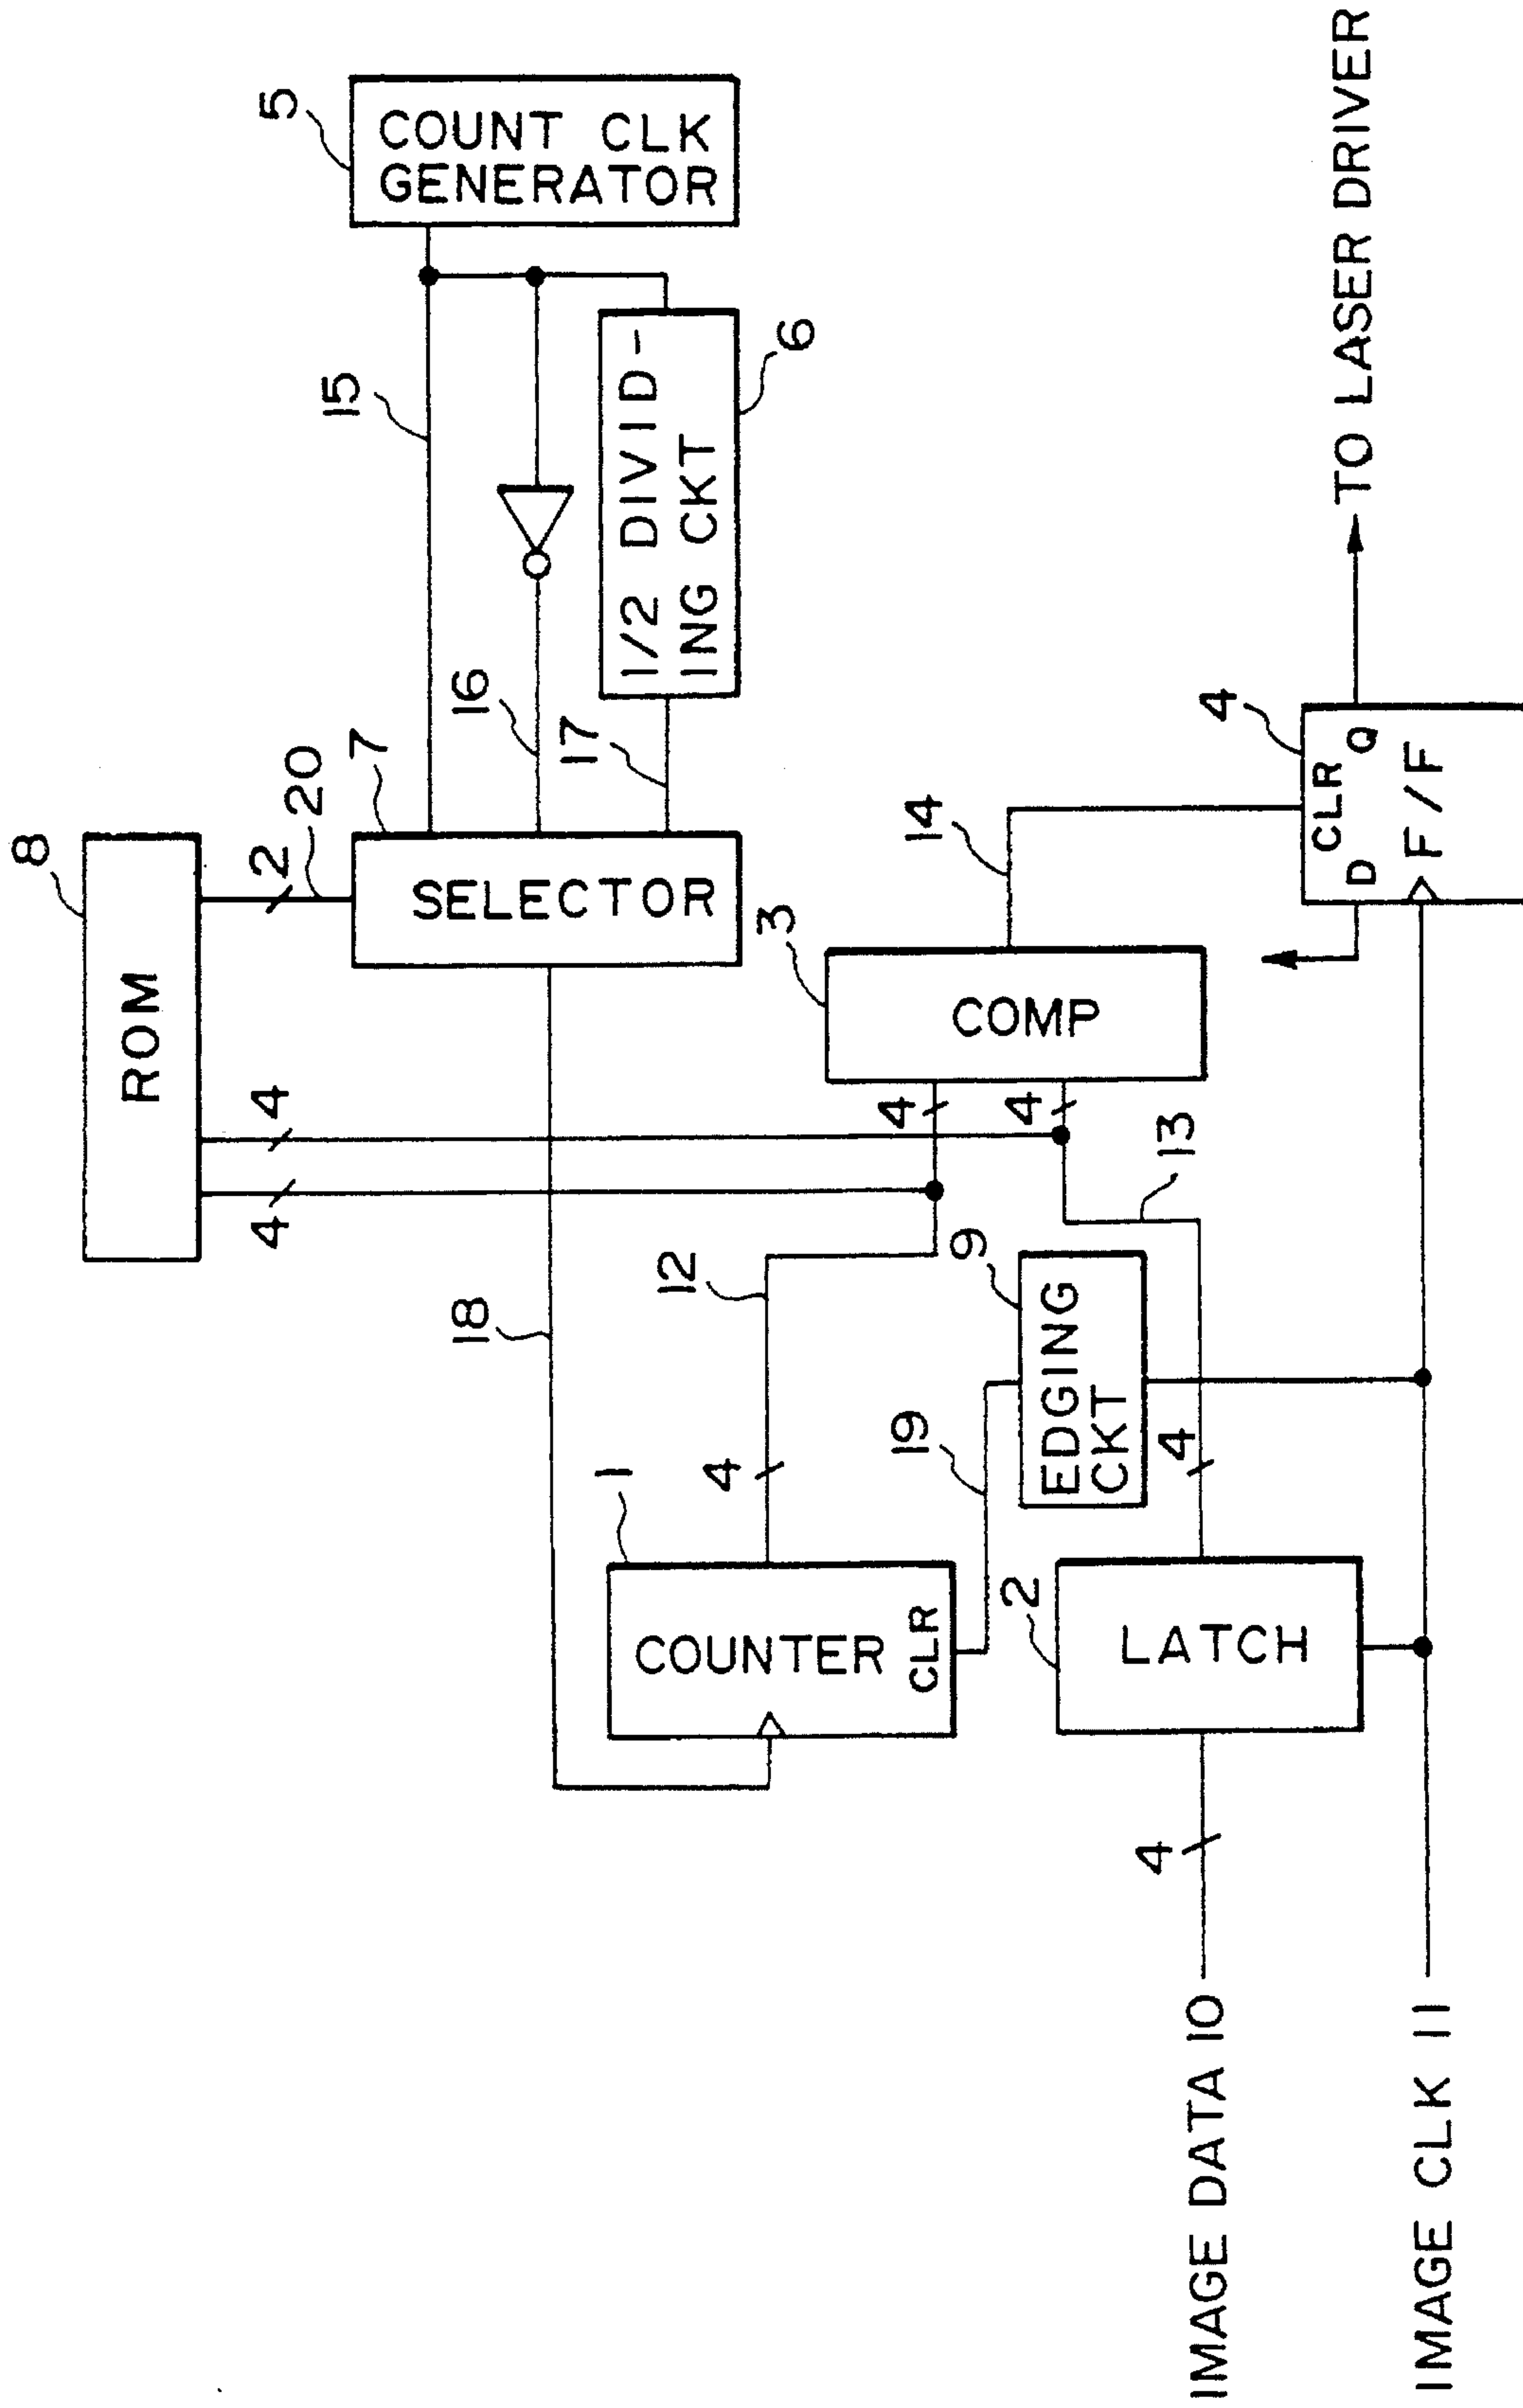 8
ROM
4
4
2
20
7
SELECTOR
15
16
17
5
COUNT CLK
GENERATOR
1/2 DIVID-
ING CKT
6
18
12
1
4
COUNTER
CLR
19
9
EDGING
CKT
3
COMP
4
4
13
14
4
CLR
D Q
F/F
TO LASER DRIVER
2
LATCH
4
4
IMAGE DATA 10
IMAGE CLK 11